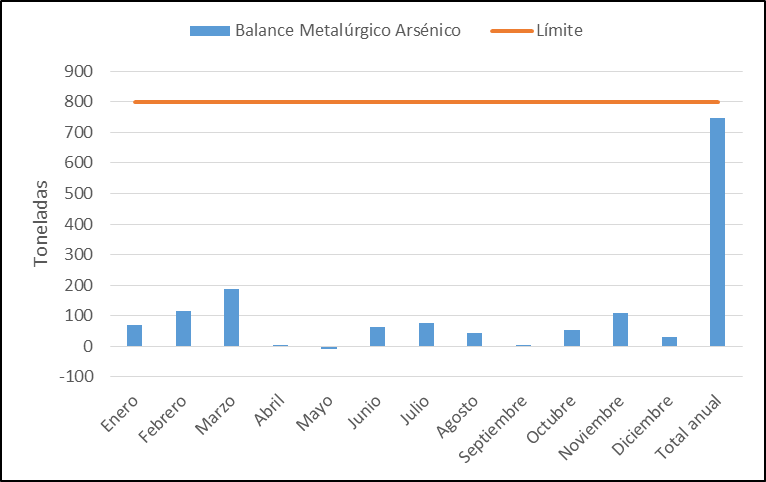 Balance Metalúrgico Arsénico Límite
900
800
700
600
500
400
300
200
100
0
-100
Toneladas
Enero
Febrero
Marzo
Abril
Mayo
Junio
Julio
Agosto
Septiembre
Octubre
Noviembre
Diciembre
Total anual